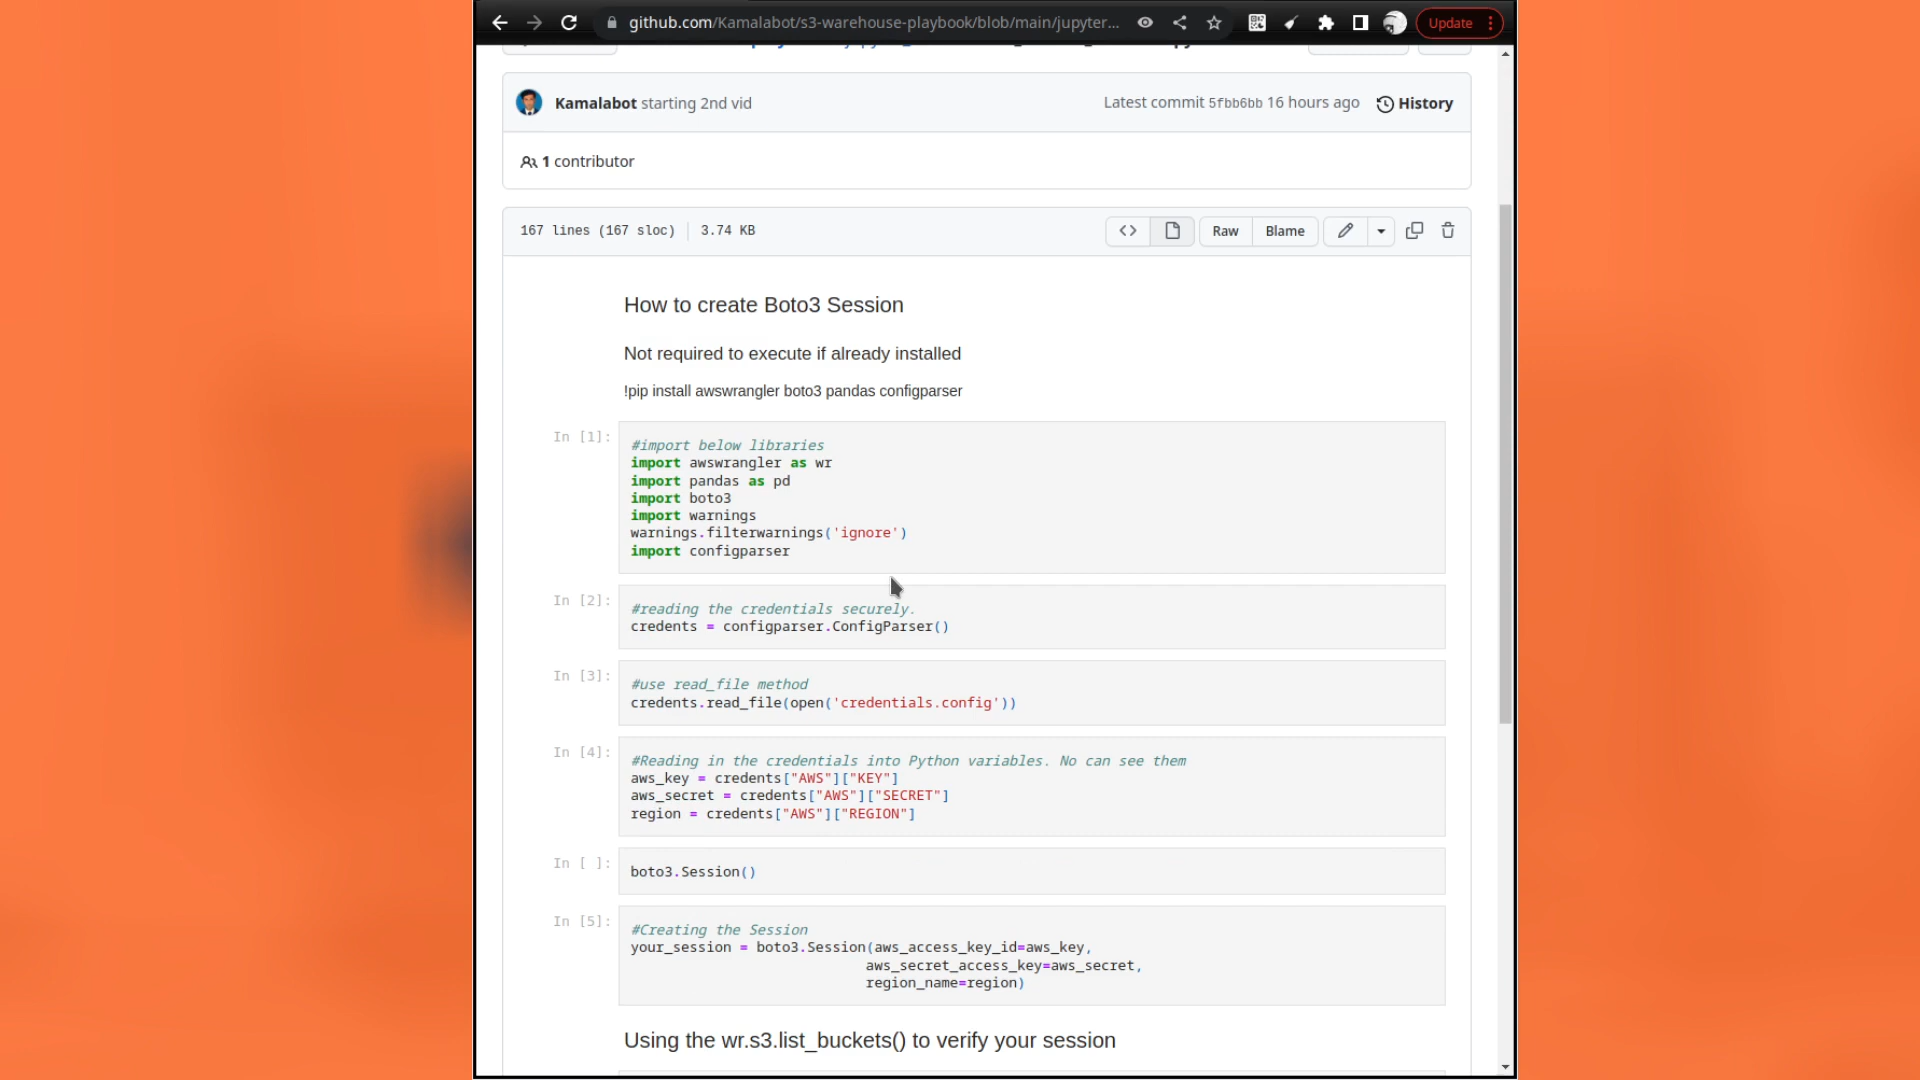 github.com/Kamalabot/s3-warehouse-playbook/blob/main/jupyter...
Update
Kamalabot starting 2nd vid
Latest commit 5fbb6bb 16 hours ago
History
1 contributor
167 lines (167 sloc) 3.74 KB
Raw
Blame
How to create Boto3 Session
Not required to execute if already installed
!pip install awswrangler boto3 pandas configparser
In [1]:
#import below libraries
import awswrangler as wr
import pandas as pd
import boto3
import warnings
warnings.filterwarnings('ignore')
import configparser
In [2]:
#reading the credentials securely.
credents = configparser.ConfigParser()
In [3]:
#use read_file method
credents.read_file(open('credentials.config'))
In [4]:
#Reading in the credentials into Python variables. No can see them
aws_key = credents["AWS"]["KEY"]
aws_secret = credents["AWS"]["SECRET"]
region = credents["AWS"]["REGION"]
In [ ]:
boto3.Session()
In [5]:
#Creating the Session
your_session = boto3.Session(aws_access_key_id=aws_key,
aws_secret_access_key=aws_secret,
region_name=region)
Using the wr.s3.list_buckets() to verify your session